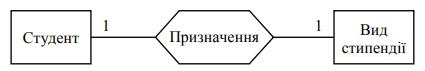 Студент
1
Призначення
1
Вид
стипендії